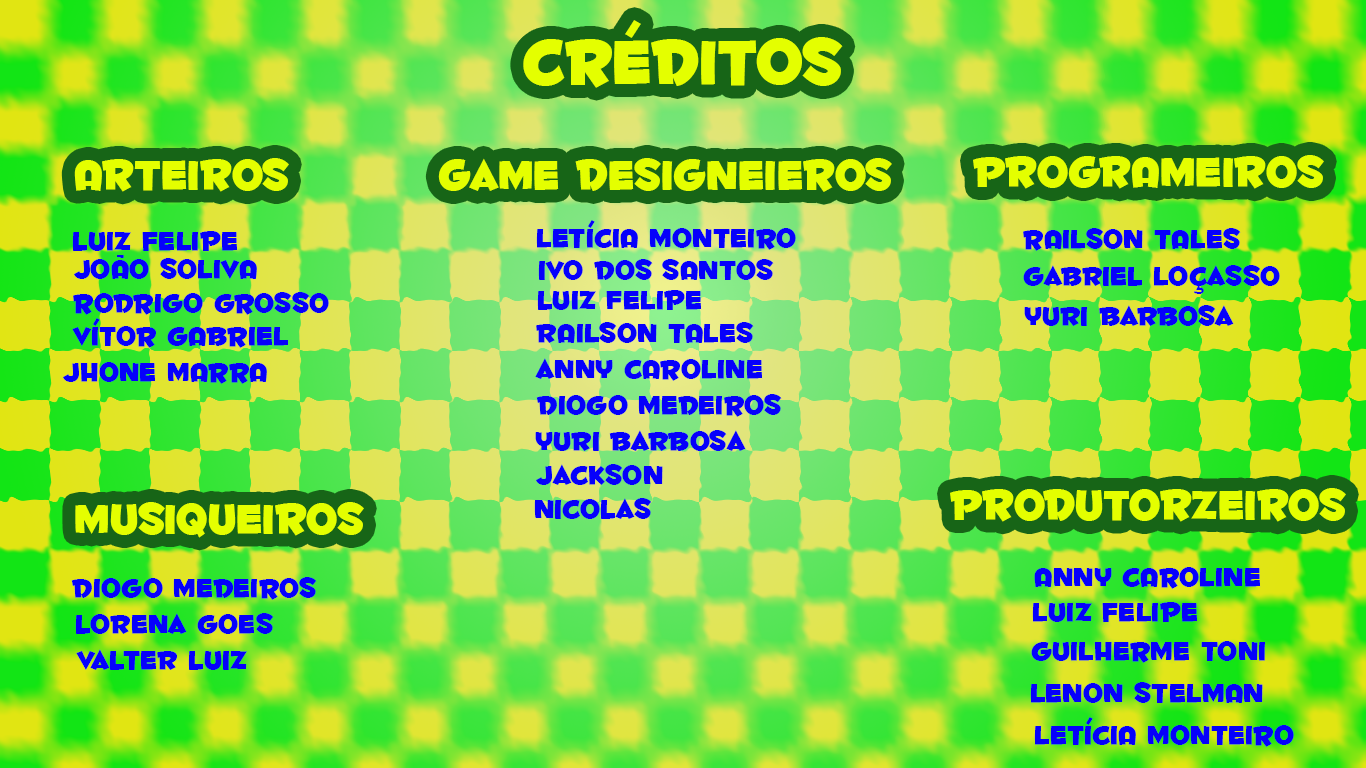 CRÉDITOS
ARTEIROS
LUIZ FELIPE
JOÃO SOLIVA
RODRIGO GROSSO
VÍTOR GABRIEL
JHONE MARRA
GAME DESIGNEIEROS
LETÍCIA MONTEIRO
IVO DOS SANTOS
LUIZ FELIPE
RAILSON TALES
ANNY CAROLINE
DIOGO MEDEIROS
YURI BARBOSA
JACKSON
NICOLAS
PROGRAMEIROS
RAILSON TALES
GABRIEL LOÇASSO
YURI BARBOSA
MUSIQUEIROS
DIOGO MEDEIROS
LORENA GOES
VALTER LUIZ
PRODUTORZEIROS
ANNY CAROLINE
LUIZ FELIPE
GUILHERME TONI
LENON STELMAN
LETÍCIA MONTEIRO